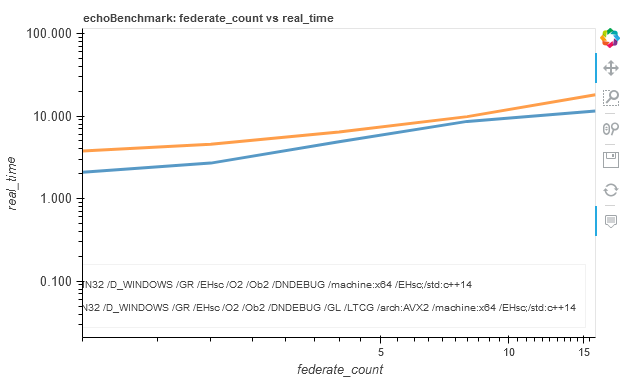 echoBenchmark: federate_count vs real_time
100.000
10.000
1.000
0.100
real_time
/D_WINDOWS /GR /EHsc /O2 /Ob2 /DNDEBUG /machine:x64 /EHsc;/std:c++14
/D_WINDOWS /GR /EHsc /O2 /Ob2 /DNDEBUG /GL /LTCG /arch:AVX2 /machine:x64 /EHsc;/std:c++14
5
10
15
federate_count